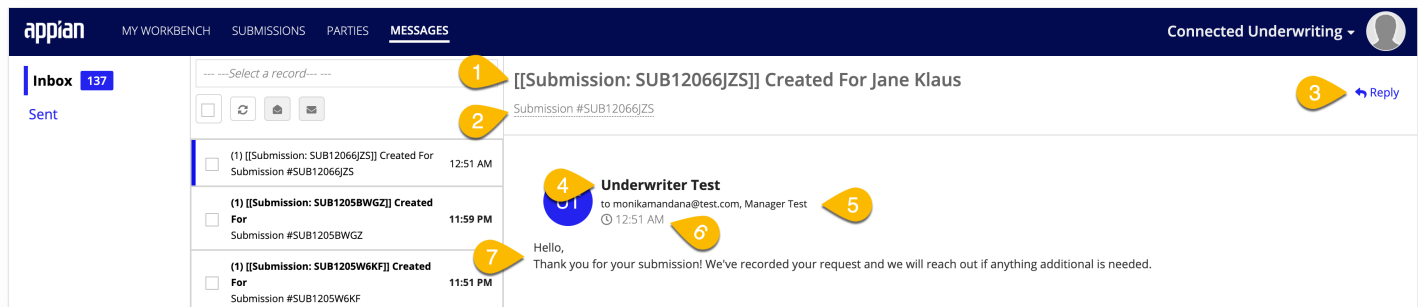 appian MY WORKBENCH SUBMISSIONS PARTIES MESSAGES Connected Underwriting
Inbox 137
Sent
--- ---Select a record--- ---
1
[[Submission: SUB12066JZS]] Created For Jane Klaus
2
Submission #SUB12066JZS
3
Reply
(1) [[Submission: SUB12066JZS]] Created For
Submission #SUB12066JZS
12:51 AM
(1) [[Submission: SUB1205BWGZ]] Created
For
Submission #SUB1205BWGZ
11:59 PM
(1) [[Submission: SUB1205W6KF]] Created
For
Submission #SUB1205W6KF
11:51 PM
4
UT
Underwriter Test
to monikamandana@test.com, Manager Test
5
12:51 AM
6
7
Hello,
Thank you for your submission! We've recorded your request and we will reach out if anything additional is needed.